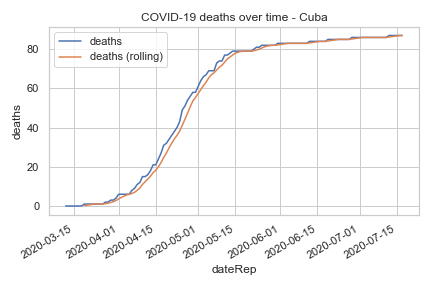 COVID-19 deaths over time - Cuba
deaths
deaths (rolling)
deaths
80
60
40
20
0
2020-03-15
2020-04-01
2020-04-15
2020-05-01
2020-05-15
2020-06-01
2020-06-15
2020-07-01
2020-07-15
dateRep